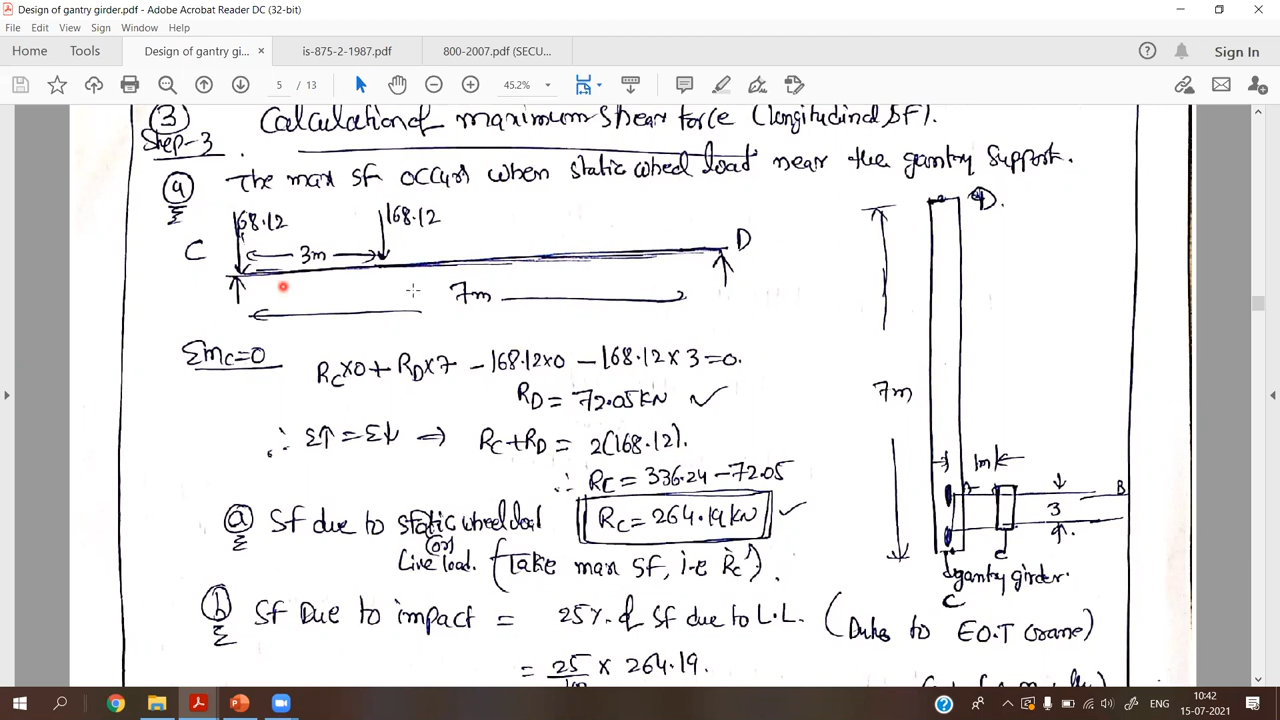 Design of gantry girder.pdf - Adobe Acrobat Reader DC (32-bit)
File Edit View Sign Window Help
Home Tools Design of gantry gi... × is-875-2-1987.pdf 800-2007.pdf (SECU... Sign In
5 / 13 45.2%
③ Calculation of maximum shear force (longitudinal SF).
Step-3
ⓐ The max SF occurs when static wheel load near the gantry support.
168.12 168.12
C 3m D
7m
ΣMc=0 Rc×0+RD×7 -168.12×0 -168.12×3=0.
RD = 72.05KN ✓
∴ Σ↑=Σ↓ ⇒ Rc+RD = 2(168.12).
∴ Rc = 336.24-72.05
ⓐ SF due to static wheel load Rc = 264.19KN ✓
(or)
Live load. (Take max SF, i.e Rc).
ⓑ SF Due to impact = 25% of SF due to L.L. (Due to E.O.T crane)
= 25 × 264.19.
D.
7m
1m
A B
3
C
gantry girder.
C
ENG
10:42
15-07-2021